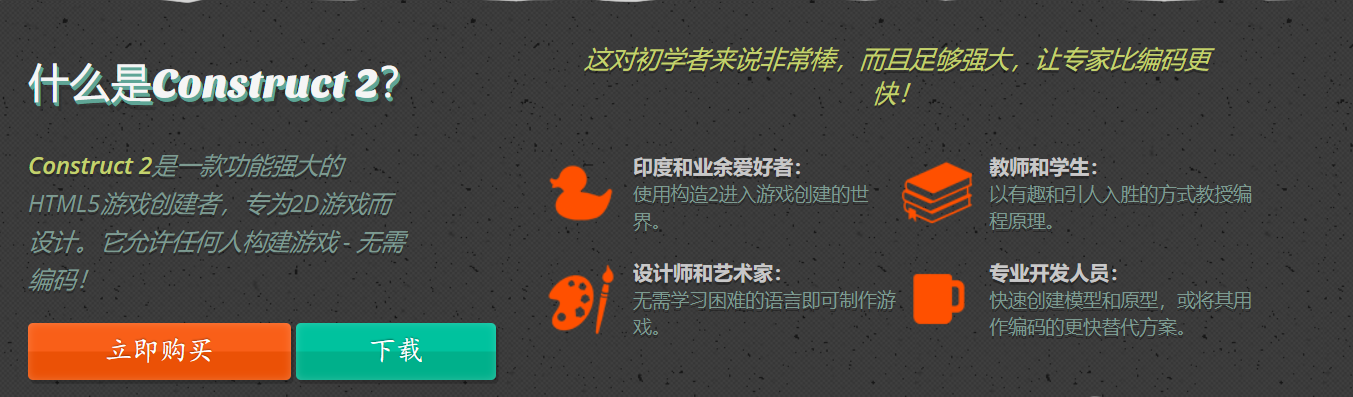 什么是Construct 2?
Construct 2是一款功能强大的
HTML5游戏创建者，专为2D游戏而
设计。它允许任何人构建游戏 - 无需
编码！
立即购买
下载
这对初学者来说非常棒，而且足够强大，让专家比编码更
快！
印度和业余爱好者：
使用构造2进入游戏创建的世
界。
教师和学生：
以有趣和引人入胜的方式教授编
程原理。
设计师和艺术家：
无需学习困难的语言即可制作游
戏。
专业开发人员：
快速创建模型和原型，或将其用
作编码的更快替代方案。